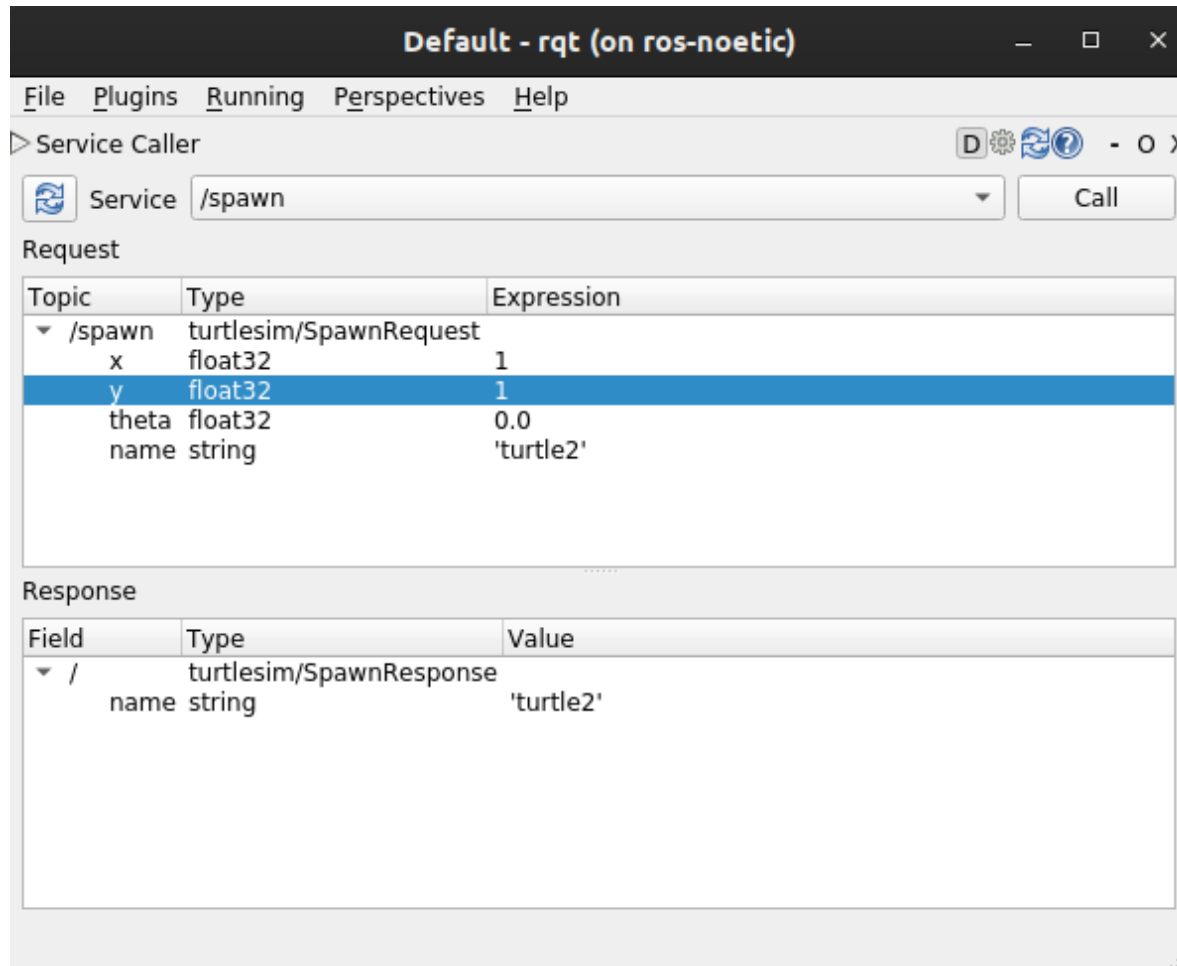 Default - rqt (on ros-noetic)
File Plugins Running Perspectives Help
Service Caller D - O
Service /spawn Call
Request
Topic Type Expression
/spawn turtlesim/SpawnRequest
x float32 1
y float32 1
theta float32 0.0
name string 'turtle2'
Response
Field Type Value
/ turtlesim/SpawnResponse
name string 'turtle2'